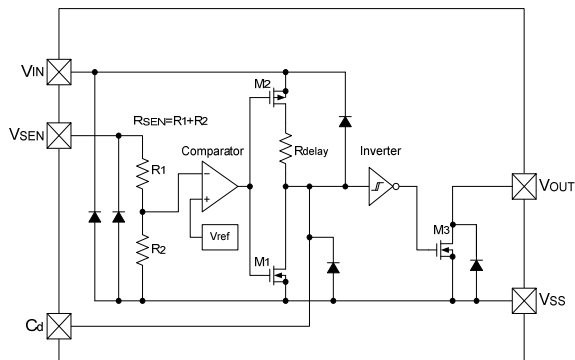 VIN
M2
VSEN
RSEN=R1+R2
Comparator
Rdelay
Inverter
R1
−
+
VOUT
Vref
R2
M1
M3
VSS
Cd